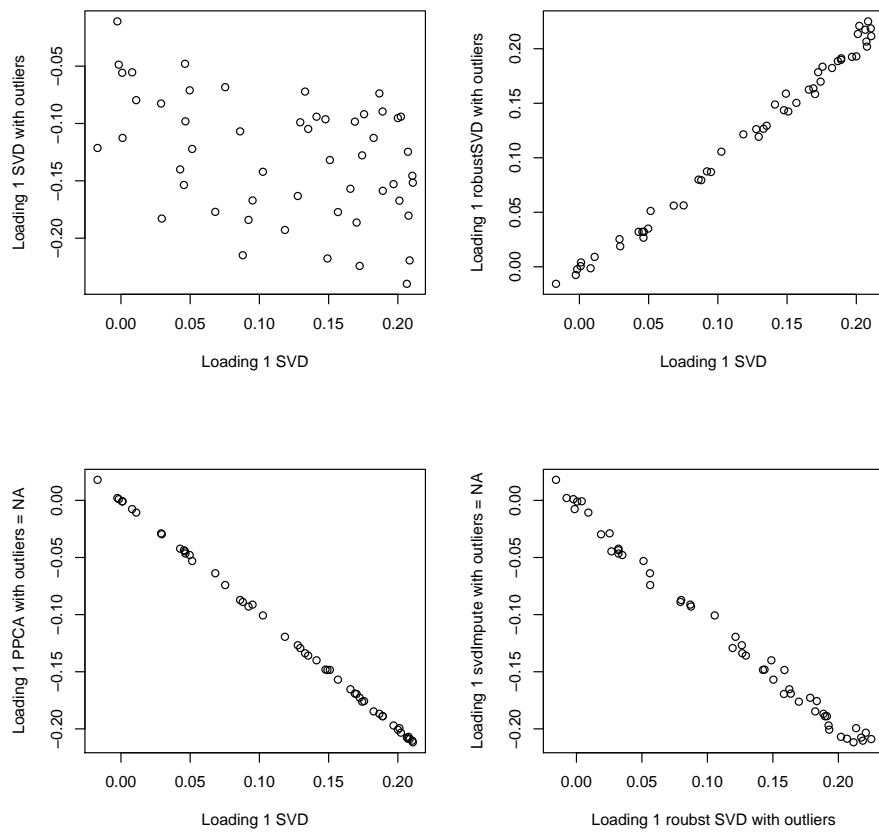 Loading 1 SVD with outliers
−0.20 −0.15 −0.10 −0.05
0.00 0.05 0.10 0.15 0.20
Loading 1 SVD
Loading 1 robustSVD with outliers
0.00 0.05 0.10 0.15 0.20
0.00 0.05 0.10 0.15 0.20
Loading 1 SVD
Loading 1 PPCA with outliers = NA
−0.20 −0.15 −0.10 −0.05 0.00
0.00 0.05 0.10 0.15 0.20
Loading 1 SVD
Loading 1 svdImpute with outliers = NA
−0.20 −0.15 −0.10 −0.05 0.00
0.00 0.05 0.10 0.15 0.20
Loading 1 roubst SVD with outliers